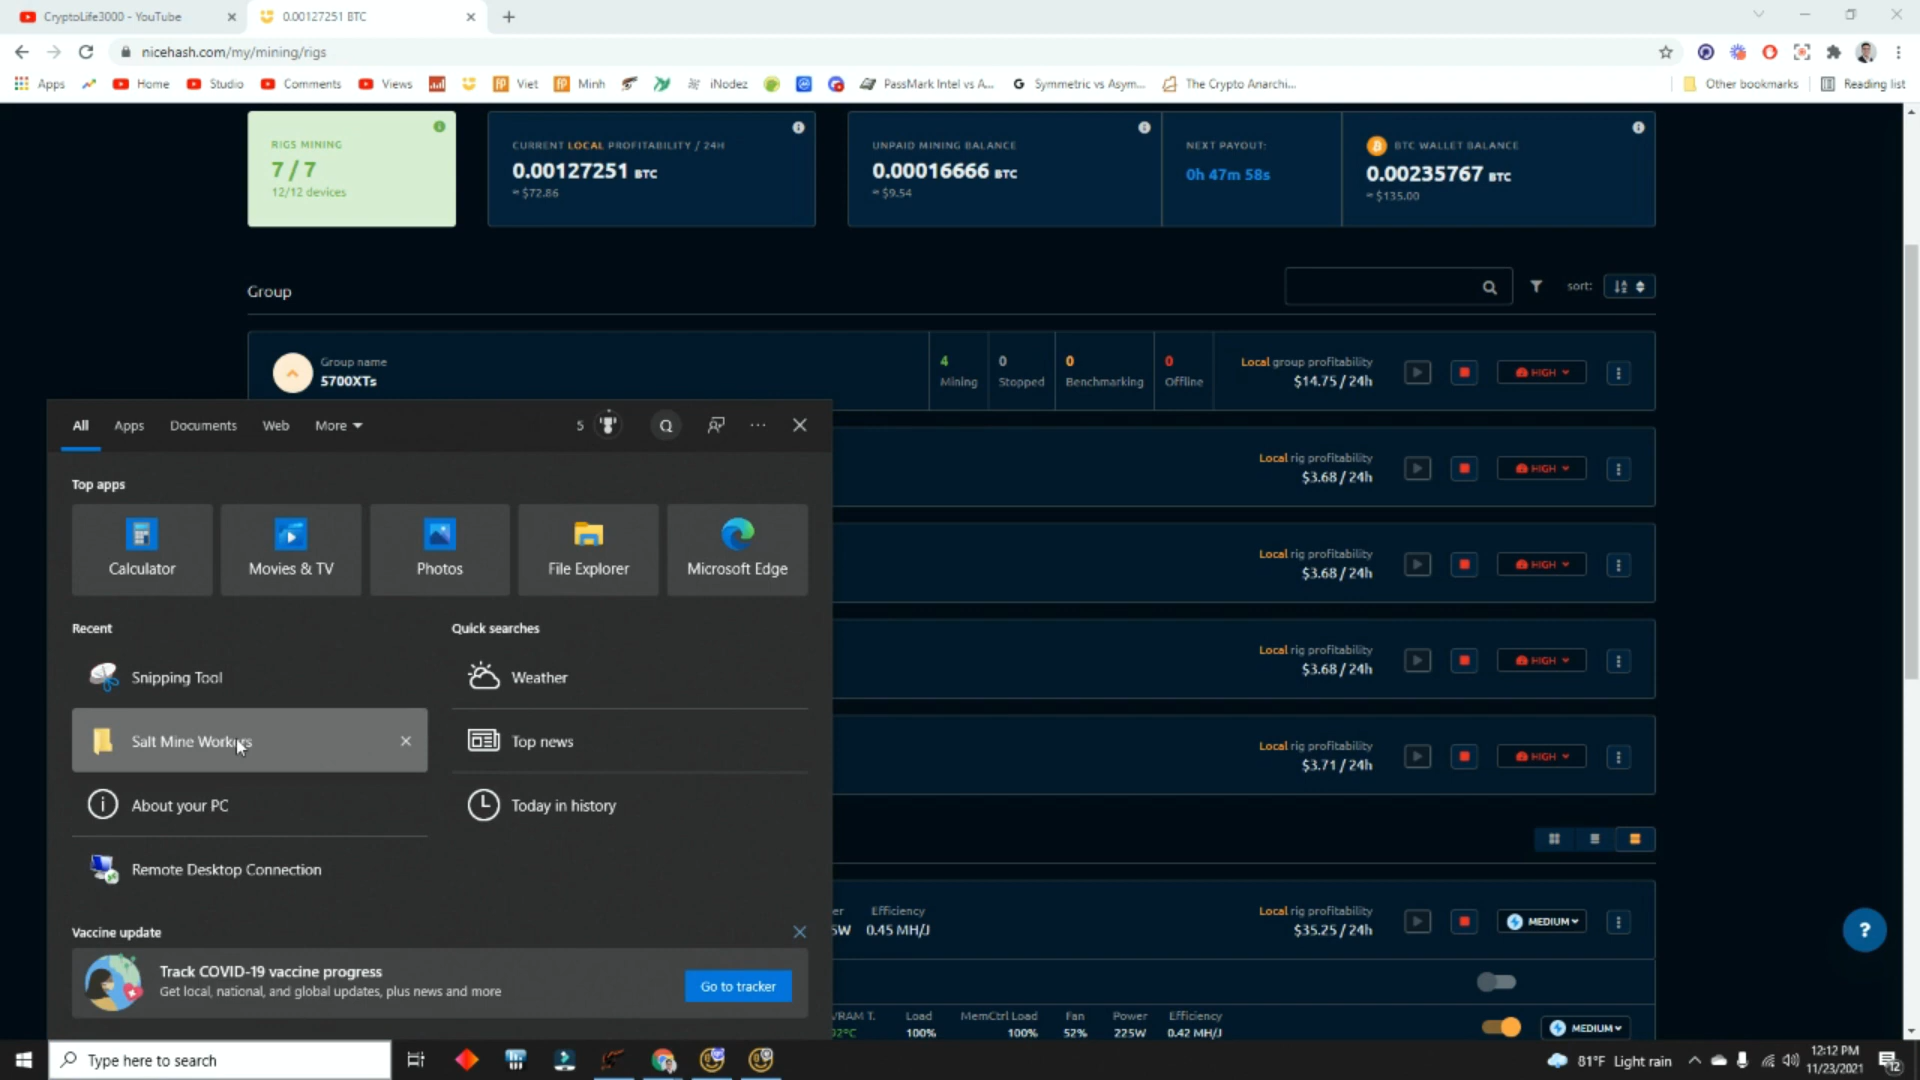 CryptoLife3000 - YouTube
0.00127251 BTC
nicehash.com/my/mining/rigs
Apps
Home
Studio
Comments
Views
Viet
Minh
iNodez
PassMark Intel vs A...
Symmetric vs Asym...
The Crypto Anarchi...
Other bookmarks
Reading list
RIGS MINING
7 / 7
12/12 devices
CURRENT LOCAL PROFITABILITY / 24H
0.00127251 BTC
≈ $72.86
UNPAID MINING BALANCE
0.00016666 BTC
≈ $9.54
NEXT PAYOUT:
0h 47m 58s
BTC WALLET BALANCE
0.00235767 BTC
≈ $135.00
Group
sort:
Group name
5700XTs
4
Mining
0
Stopped
0
Benchmarking
0
Offline
Local group profitability
$14.75 / 24h
HIGH
Local rig profitability
$3.68 / 24h
HIGH
Local rig profitability
$3.68 / 24h
HIGH
Local rig profitability
$3.68 / 24h
HIGH
Local rig profitability
$3.71 / 24h
HIGH
All
Apps
Documents
Web
More
5
Q
Top apps
Calculator
Movies & TV
Photos
File Explorer
Microsoft Edge
Recent
Snipping Tool
Salt Mine Workers
About your PC
Remote Desktop Connection
Quick searches
Weather
Top news
Today in history
Vaccine update
Track COVID-19 vaccine progress
Get local, national, and global updates, plus news and more
Go to tracker
Efficiency
0.45 MH/J
Local rig profitability
$35.25 / 24h
MEDIUM
VRAM T.
Load
100%
MemCtrl Load
100%
Fan
52%
Power
225W
Efficiency
0.42 MH/J
MEDIUM
?
Type here to search
81°F Light rain
12:12 PM
11/23/2021
12